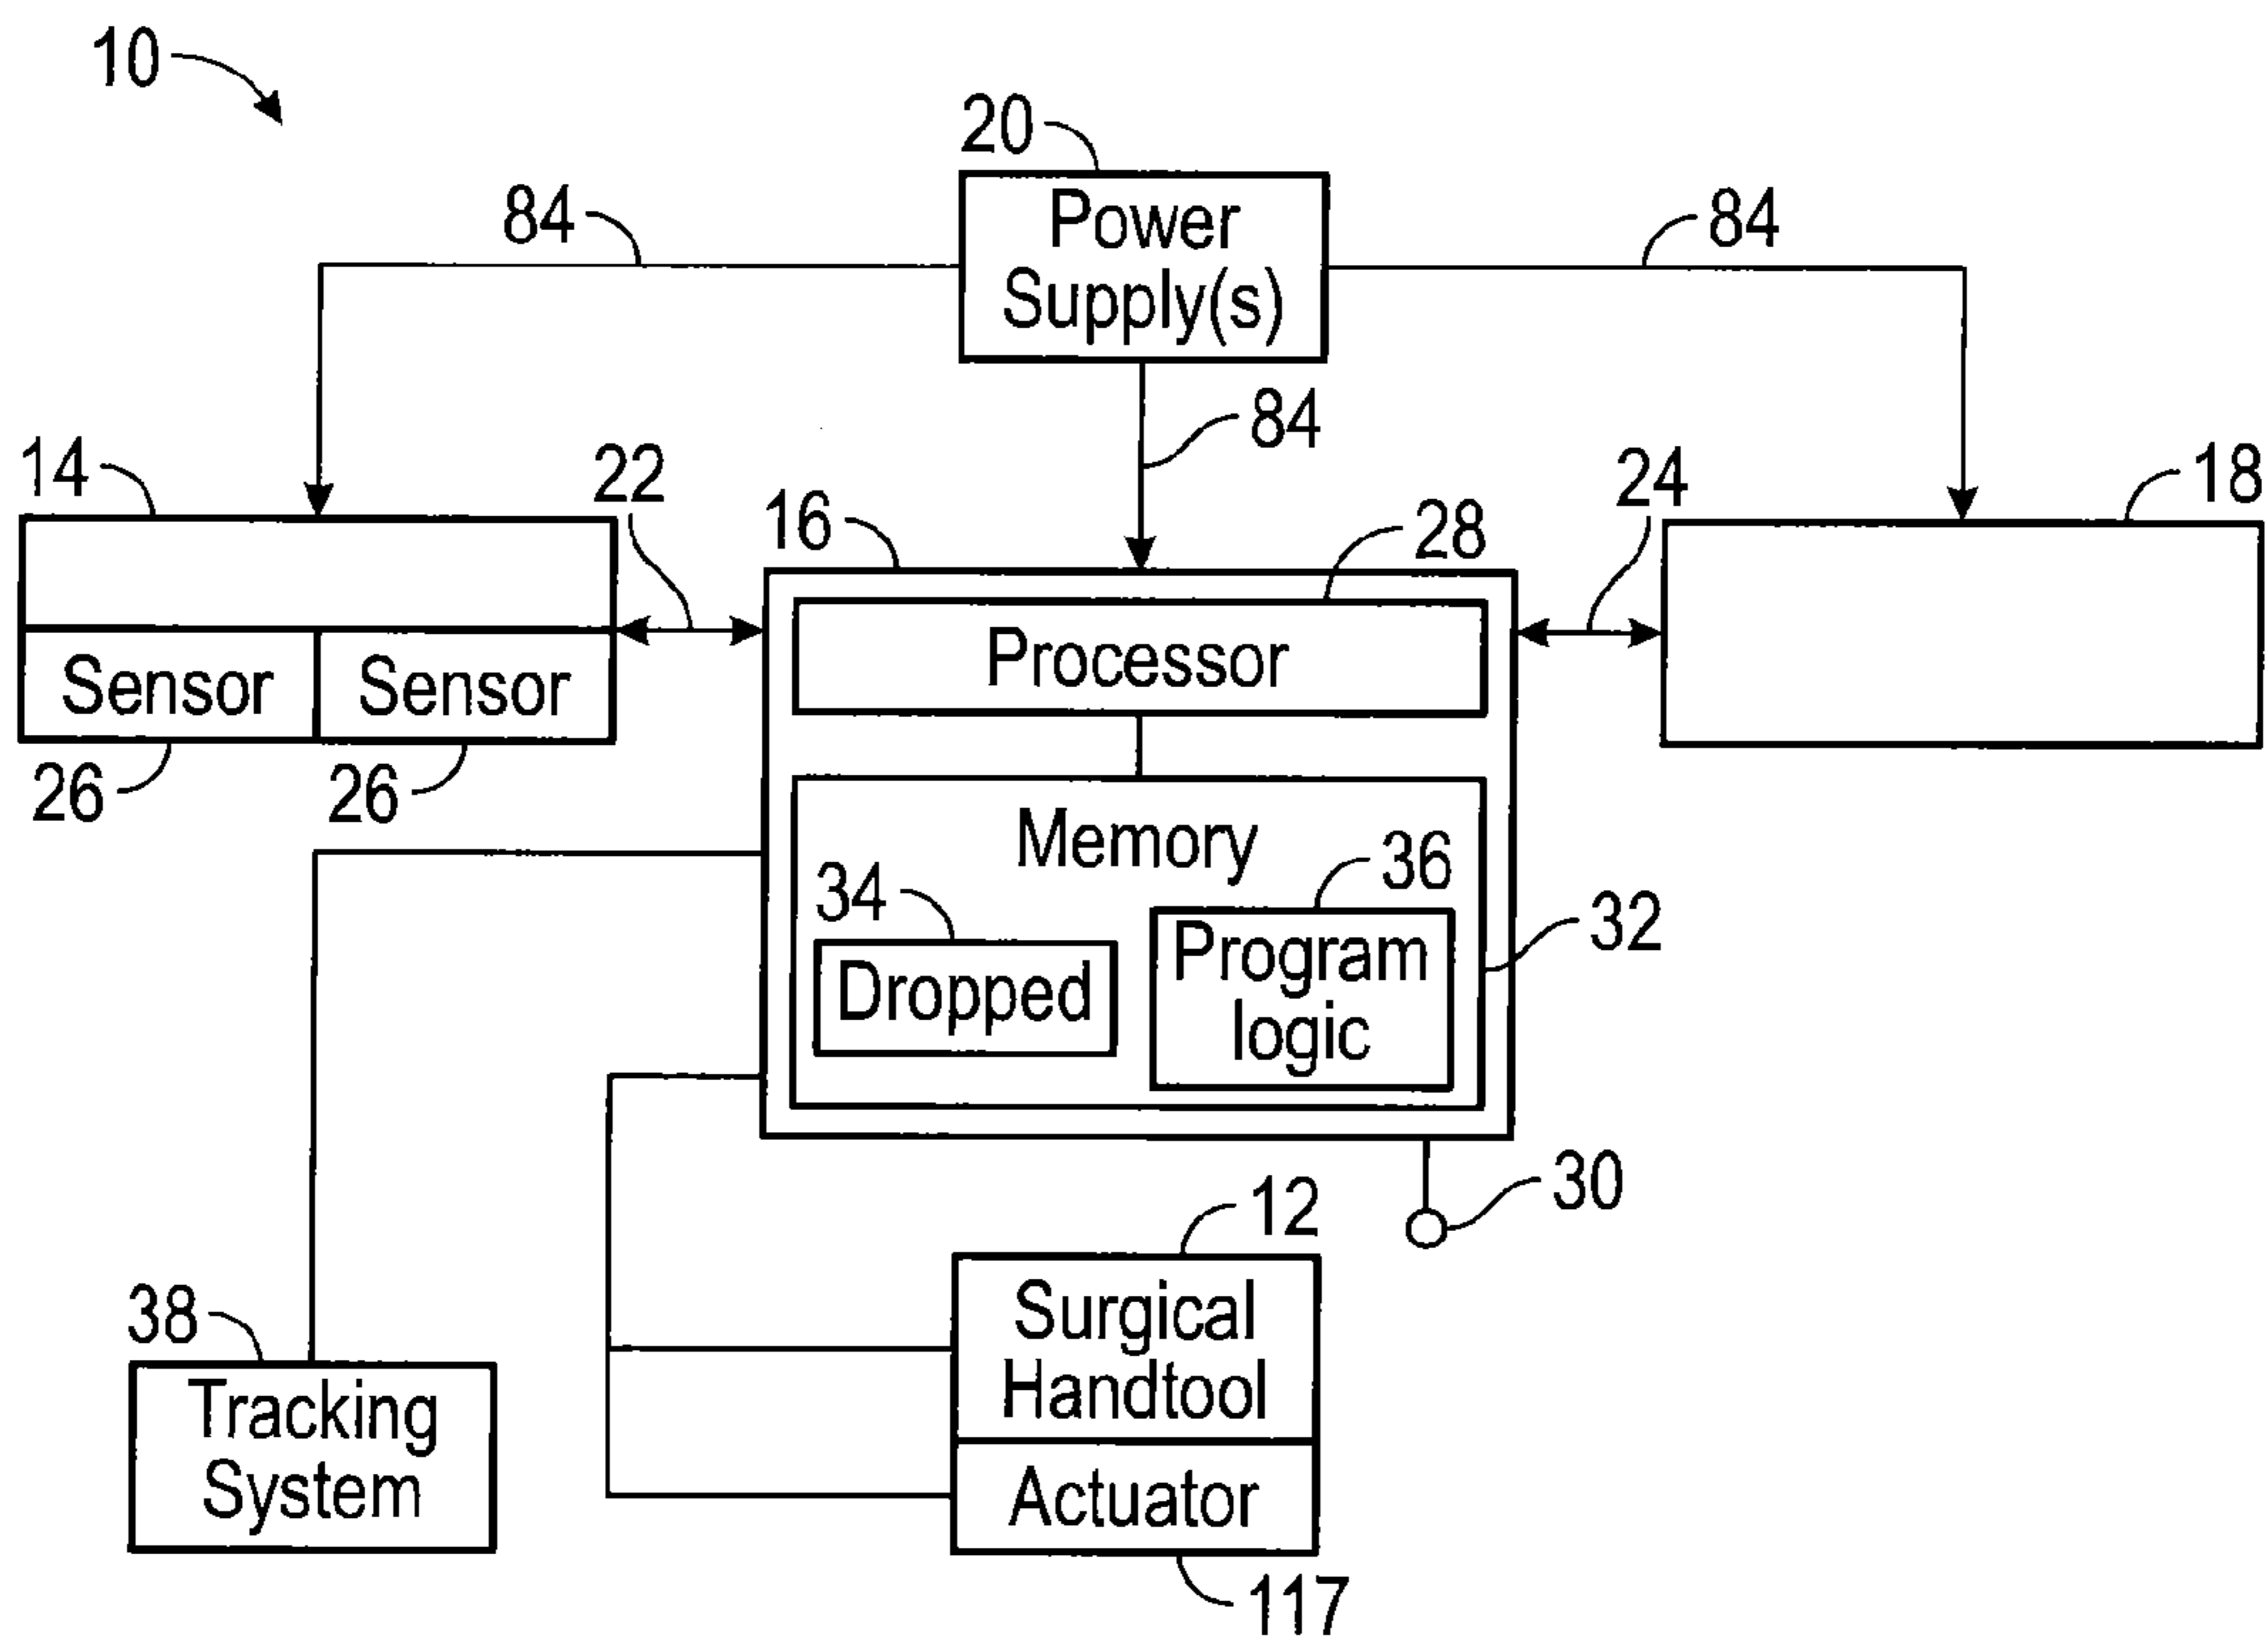 10
20
Power
Supply(s)
84
84
84
14
22
16
28
24
18
Sensor
Sensor
26
26
Processor
Memory
34
36
32
Dropped
Program
logic
30
12
Surgical
Handtool
Actuator
117
38
Tracking
System